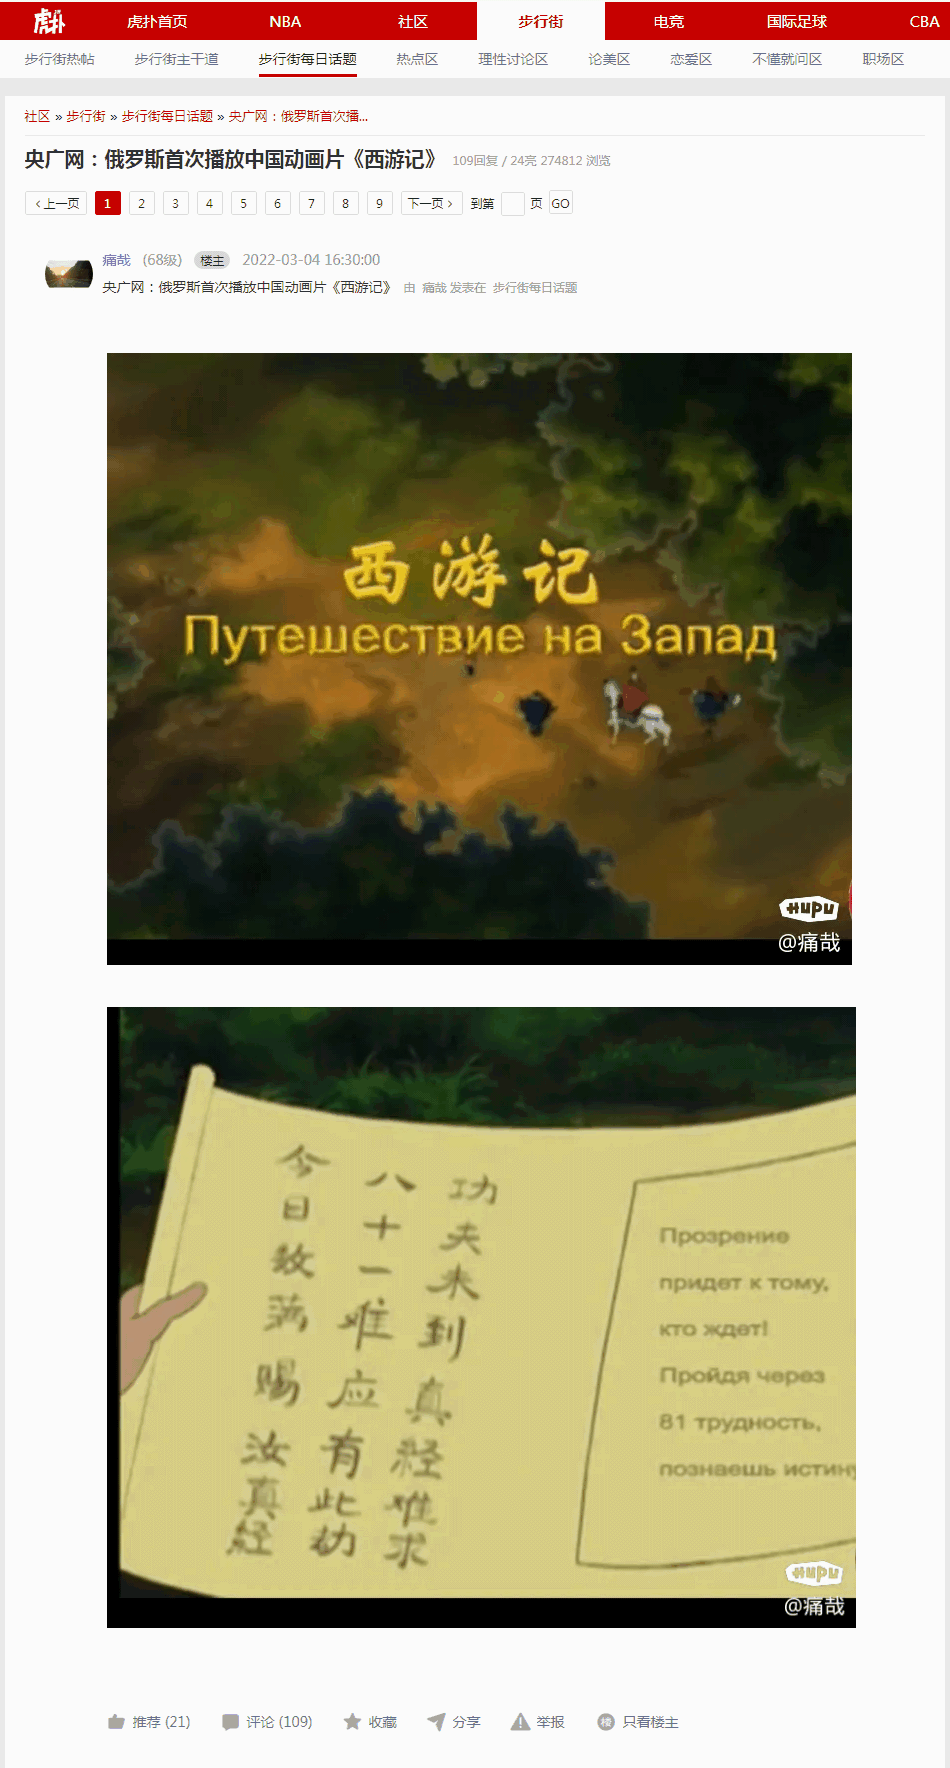 虎扑 虎扑首页 NBA 社区 步行街 电竞 国际足球 CBA
步行街热帖 步行街主干道 步行街每日话题 热点区 理性讨论区 论美区 恋爱区 不懂就问区 职场区
社区 » 步行街 » 步行街每日话题 » 央广网：俄罗斯首次播...
央广网：俄罗斯首次播放中国动画片《西游记》 109回复 / 24亮 274812 浏览
‹ 上一页 1 2 3 4 5 6 7 8 9 下一页 › 到第 页 GO
痛哉 (68级) 楼主 2022-03-04 16:30:00
央广网：俄罗斯首次播放中国动画片《西游记》 由 痛哉 发表在 步行街每日话题
西游记
Путешествие на Запад
HUPU
@痛哉
功夫未到真经难求
八十一难应有此劫
今日数满赐汝真经
Прозрение
придет к тому,
кто ждет!
Пройдя через
81 трудность,
познаешь истину
HUPU
@痛哉
推荐 (21) 评论 (109) 收藏 分享 举报 楼 只看楼主